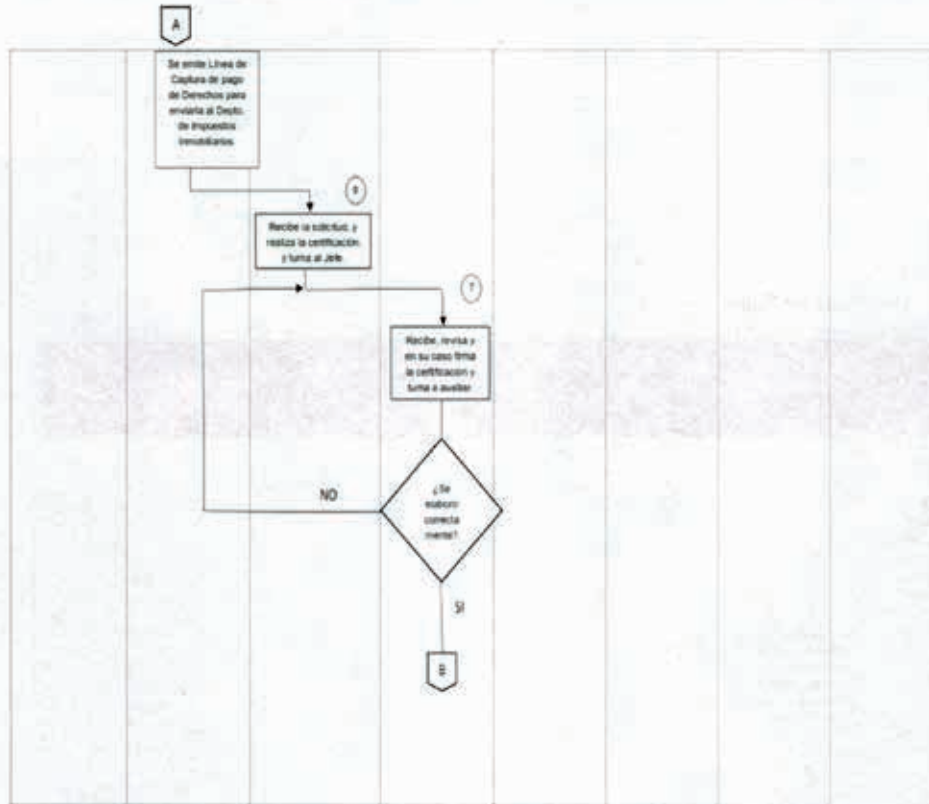 A
Se emite Línea de
Captura de pago
de Derechos para
enviarla al Depto.
de Impuestos
Inmobiliarios
Recibe la solicitud, y
realiza la certificación,
y turna al Jefe.
7
Recibe, revisa y
en su caso firma
la certificación y
turna a auxiliar
¿Se
elaboro
correcta
mente?
NO
SI
B